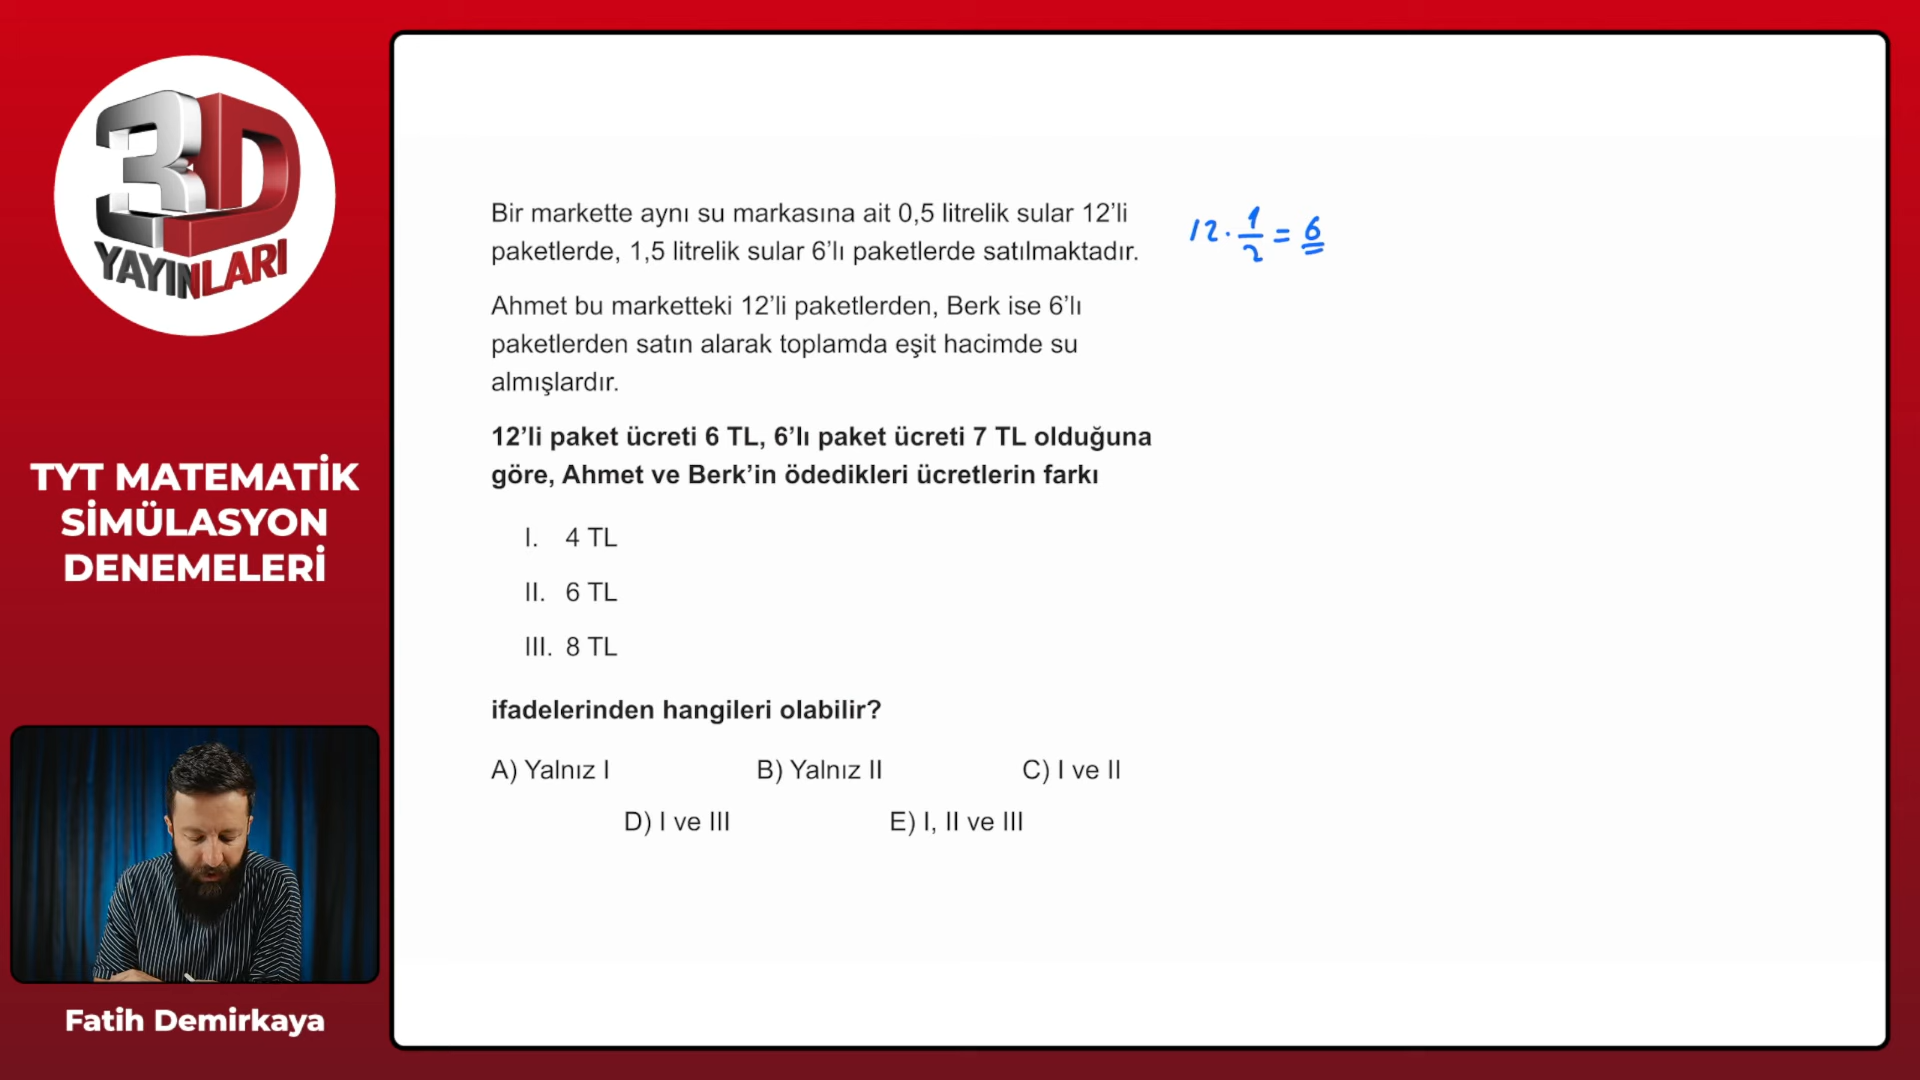 3D
YAYINLARI
TYT MATEMATİK
SİMÜLASYON
DENEMELERİ
Fatih Demirkaya
Bir markette aynı su markasına ait 0,5 litrelik sular 12’li
paketlerde, 1,5 litrelik sular 6’lı paketlerde satılmaktadır.
12 · 1/2 = 6
Ahmet bu marketteki 12’li paketlerden, Berk ise 6’lı
paketlerden satın alarak toplamda eşit hacimde su
almışlardır.
12’li paket ücreti 6 TL, 6’lı paket ücreti 7 TL olduğuna
göre, Ahmet ve Berk’in ödedikleri ücretlerin farkı
I. 4 TL
II. 6 TL
III. 8 TL
ifadelerinden hangileri olabilir?
A) Yalnız I B) Yalnız II C) I ve II
D) I ve III E) I, II ve III